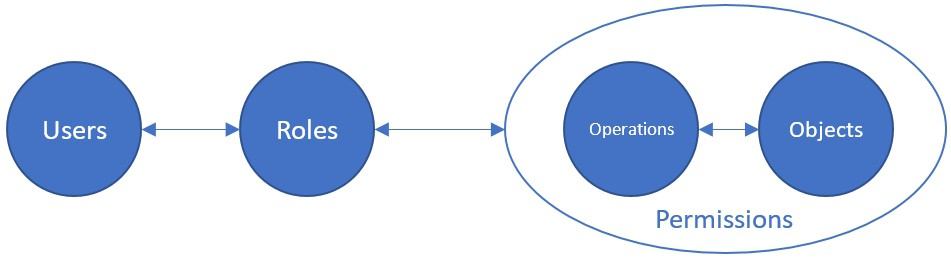 Users
Roles
Operations
Objects
Permissions